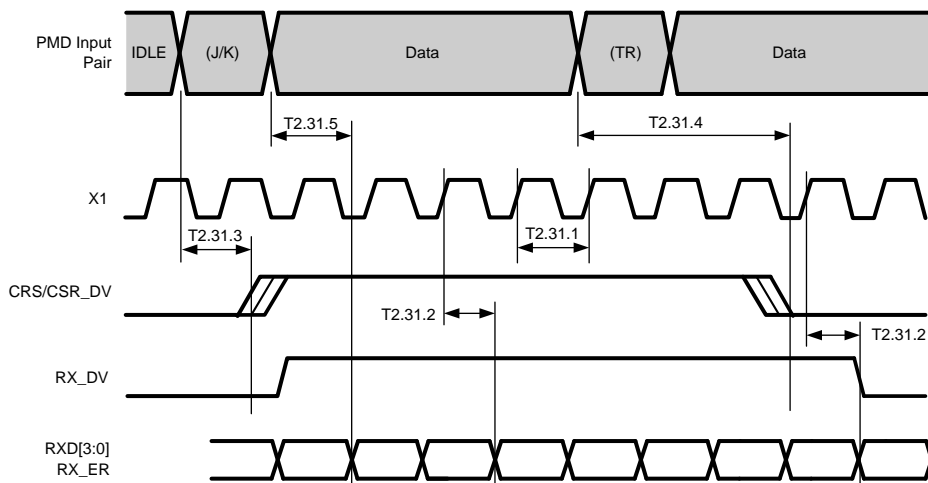 PMD Input
Pair
IDLE
(J/K)
Data
(TR)
Data
T2.31.5
T2.31.4
X1
T2.31.3
T2.31.1
CRS/CSR_DV
T2.31.2
T2.31.2
RX_DV
RXD[3:0]
RX_ER